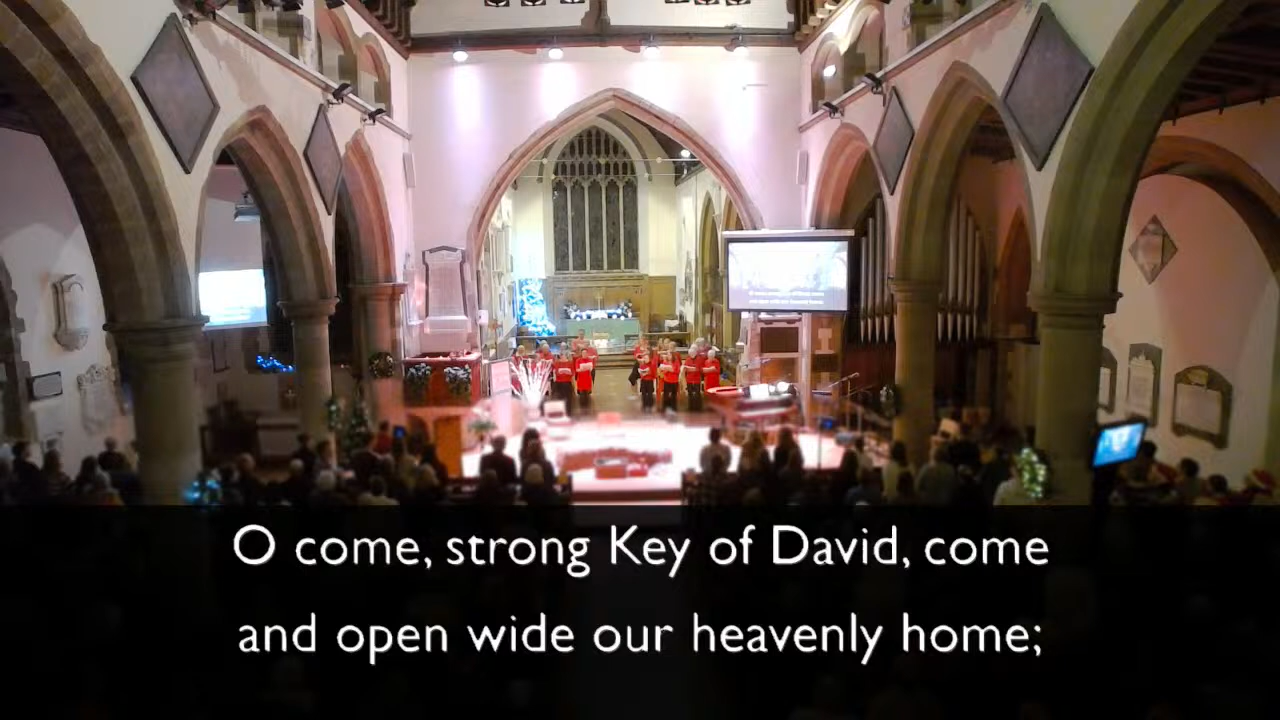 O come, strong Key of David, come
and open wide our heavenly home;